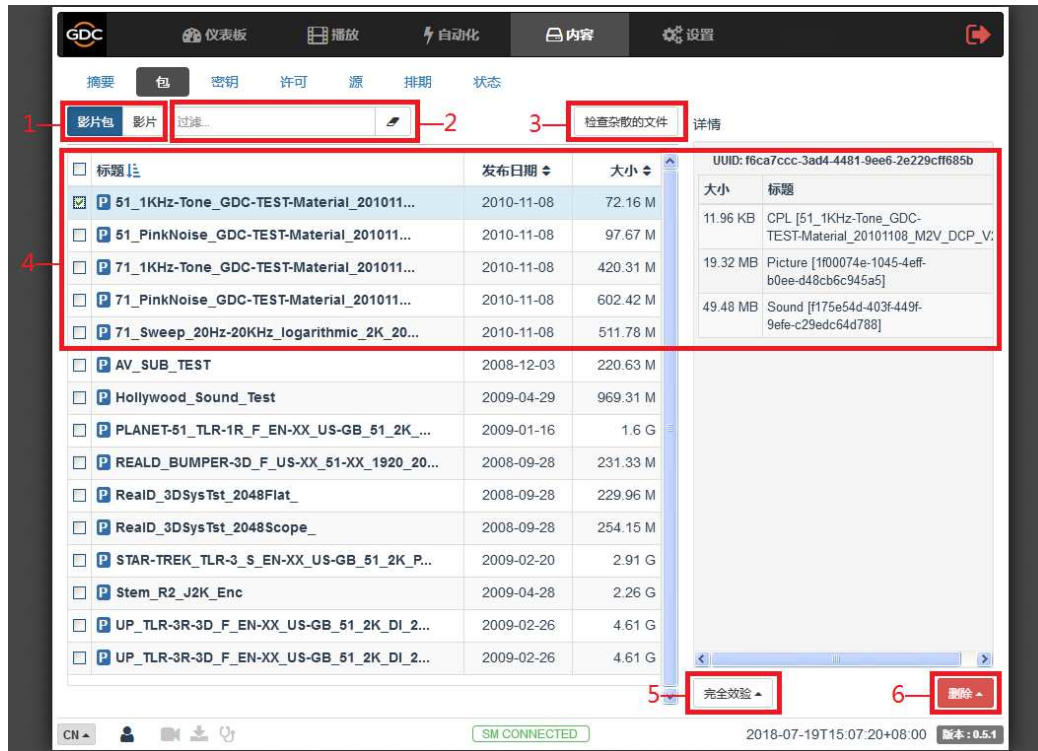 GDC 仪表板 播放 自动化 内容 设置
摘要 包 密钥 许可 源 排期 状态
1 影片包 影片 过滤... 2 3 检查杂散的文件 详情
标题 发布日期 大小
UUID: f6ca7ccc-3ad4-4481-9ee6-2e229cff685b
大小 标题
P 51_1KHz-Tone_GDC-TEST-Material_201011... 2010-11-08 72.16 M
11.96 KB CPL [51_1KHz-Tone_GDC-
TEST-Material_20101108_M2V_DCP_V
P 51_PinkNoise_GDC-TEST-Material_201011... 2010-11-08 97.67 M
4 P 71_1KHz-Tone_GDC-TEST-Material_201011... 2010-11-08 420.31 M
19.32 MB Picture [1f00074e-1045-4eff-
b0ee-d48cb6c945a5]
P 71_PinkNoise_GDC-TEST-Material_201011... 2010-11-08 602.42 M
49.48 MB Sound [f175e54d-403f-449f-
9efe-c29edc64d788]
P 71_Sweep_20Hz-20KHz_logarithmic_2K_20... 2010-11-08 511.78 M
P AV_SUB_TEST 2008-12-03 220.63 M
P Hollywood_Sound_Test 2009-04-29 969.31 M
P PLANET-51_TLR-1R_F_EN-XX_US-GB_51_2K_... 2009-01-16 1.6 G
P REALD_BUMPER-3D_F_US-XX_51-XX_1920_20... 2008-09-28 231.33 M
P RealD_3DSysTst_2048Flat_ 2008-09-28 229.96 M
P RealD_3DSysTst_2048Scope_ 2008-09-28 254.15 M
P STAR-TREK_TLR-3_S_EN-XX_US-GB_51_2K_P... 2009-02-20 2.91 G
P Stem_R2_J2K_Enc 2009-04-28 2.26 G
P UP_TLR-3R-3D_F_EN-XX_US-GB_51_2K_DI_2... 2009-02-26 4.61 G
P UP_TLR-3R-3D_F_EN-XX_US-GB_51_2K_DI_2... 2009-02-26 4.61 G
5 完全效验 6 删除
CN SM CONNECTED 2018-07-19T15:07:20+08:00 版本 : 0.5.1